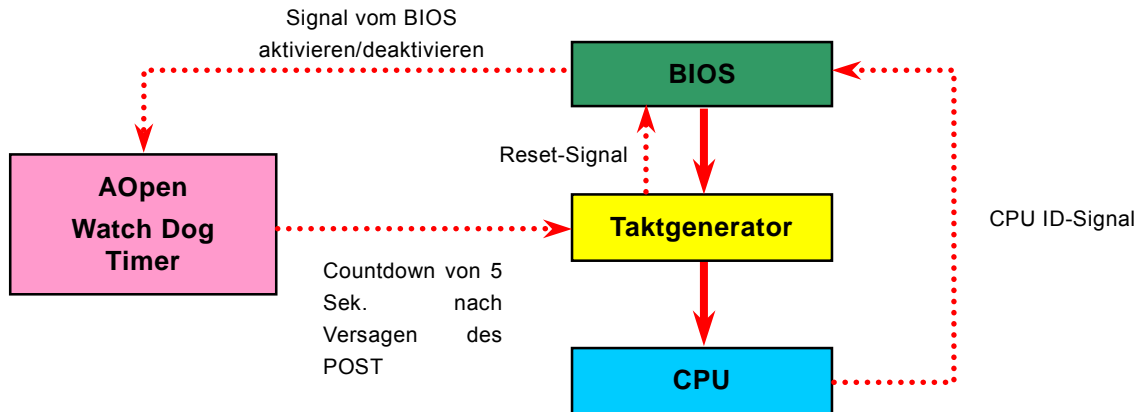 Signal vom BIOS
aktivieren/deaktivieren
BIOS
Reset-Signal
AOpen
Watch Dog
Timer
Taktgenerator
CPU ID-Signal
Countdown von 5
Sek. nach
Versagen des
POST
CPU